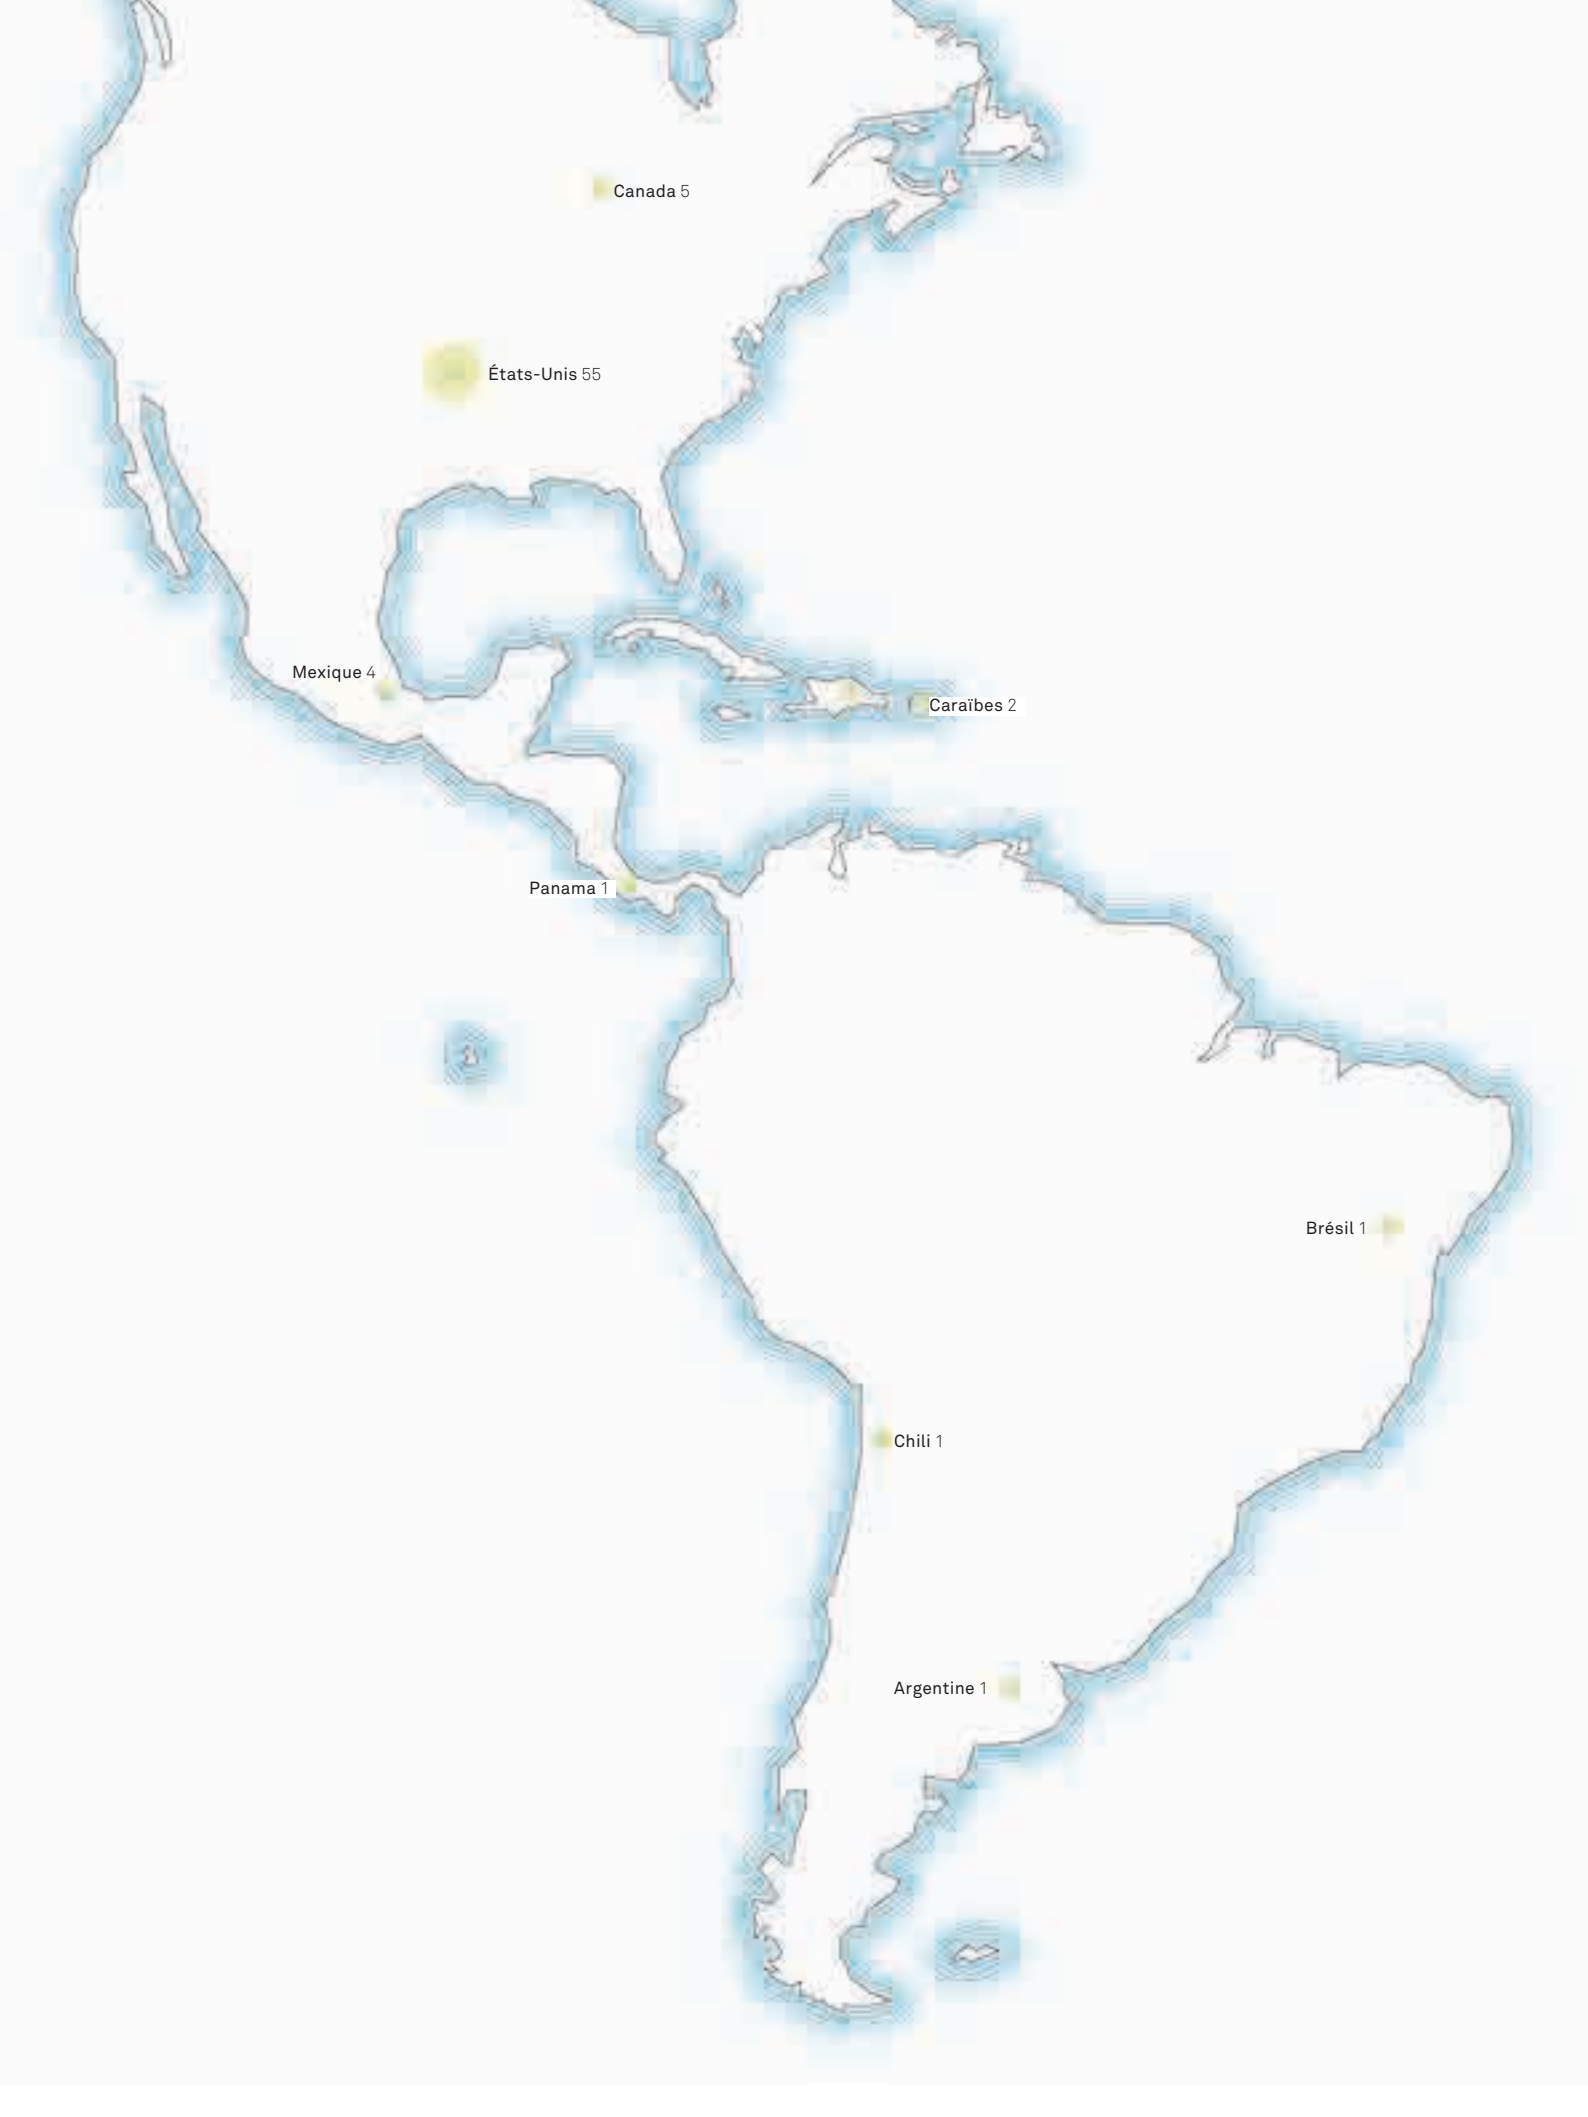 Canada 5
États-Unis 55
Mexique 4
Caraïbes 2
Panama 1
Brésil 1
Chili 1
Argentine 1